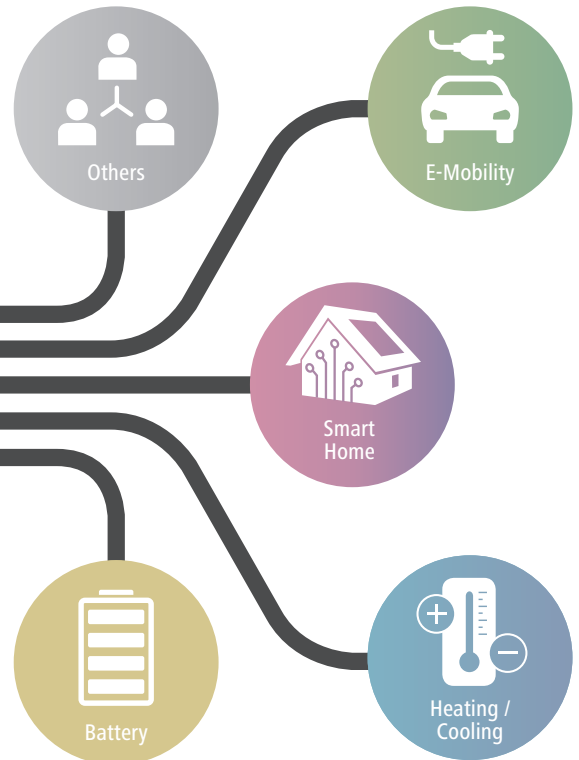 Others
E-Mobility
Smart
Home
Battery
Heating /
Cooling